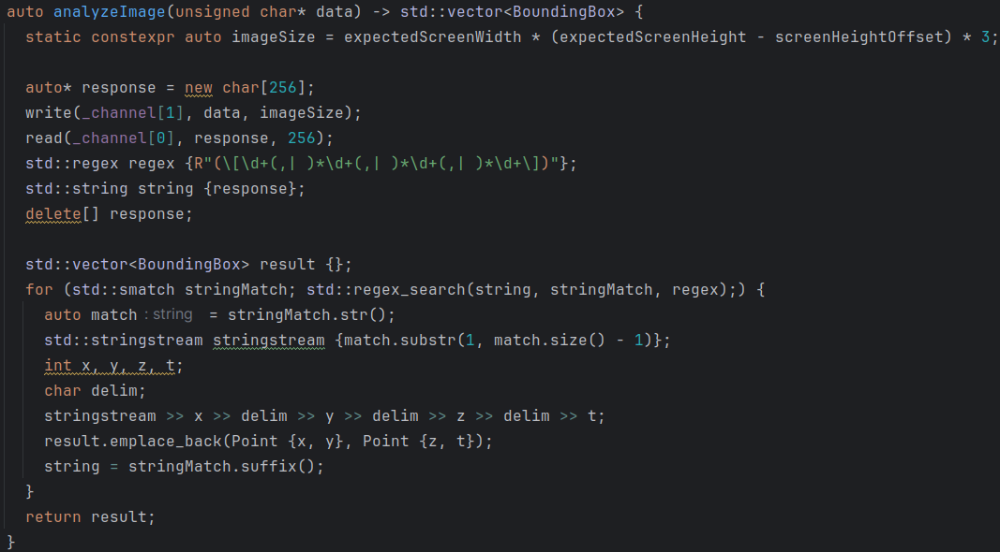 auto analyzeImage(unsigned char* data) -> std::vector<BoundingBox> {
  static constexpr auto imageSize = expectedScreenWidth * (expectedScreenHeight - screenHeightOffset) * 3;

  auto* response = new char[256];
  write(_channel[1], data, imageSize);
  read(_channel[0], response, 256);
  std::regex regex {R"(\[\d+(,| )*\d+(,| )*\d+(,| )*\d+\])"};
  std::string string {response};
  delete[] response;

  std::vector<BoundingBox> result {};
  for (std::smatch stringMatch; std::regex_search(string, stringMatch, regex);) {
    auto match : string = stringMatch.str();
    std::stringstream stringstream {match.substr(1, match.size() - 1)};
    int x, y, z, t;
    char delim;
    stringstream >> x >> delim >> y >> delim >> z >> delim >> t;
    result.emplace_back(Point {x, y}, Point {z, t});
    string = stringMatch.suffix();
  }
  return result;
}